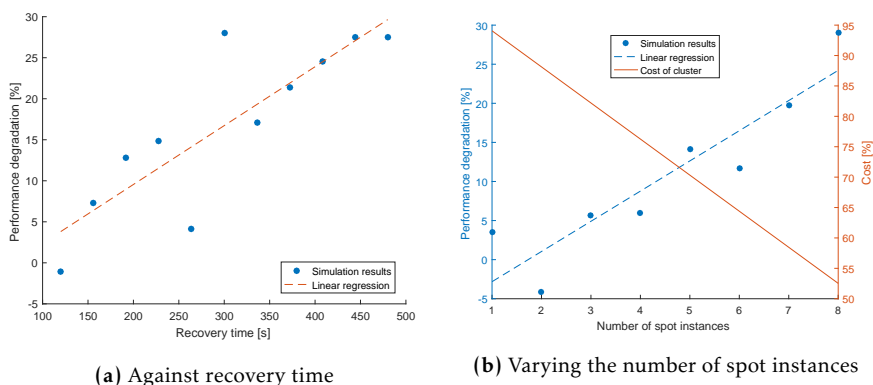 30
25
20
15
10
5
0
-5
Performance degradation [%]
100 150 200 250 300 350 400 450 500
Recovery time [s]
Simulation results
Linear regression
(a) Against recovery time
30
25
20
15
10
5
0
-5
Performance degradation [%]
Simulation results
Linear regression
Cost of cluster
95
90
85
80
75
70
65
60
55
50
Cost [%]
1 2 3 4 5 6 7 8
Number of spot instances
(b) Varying the number of spot instances